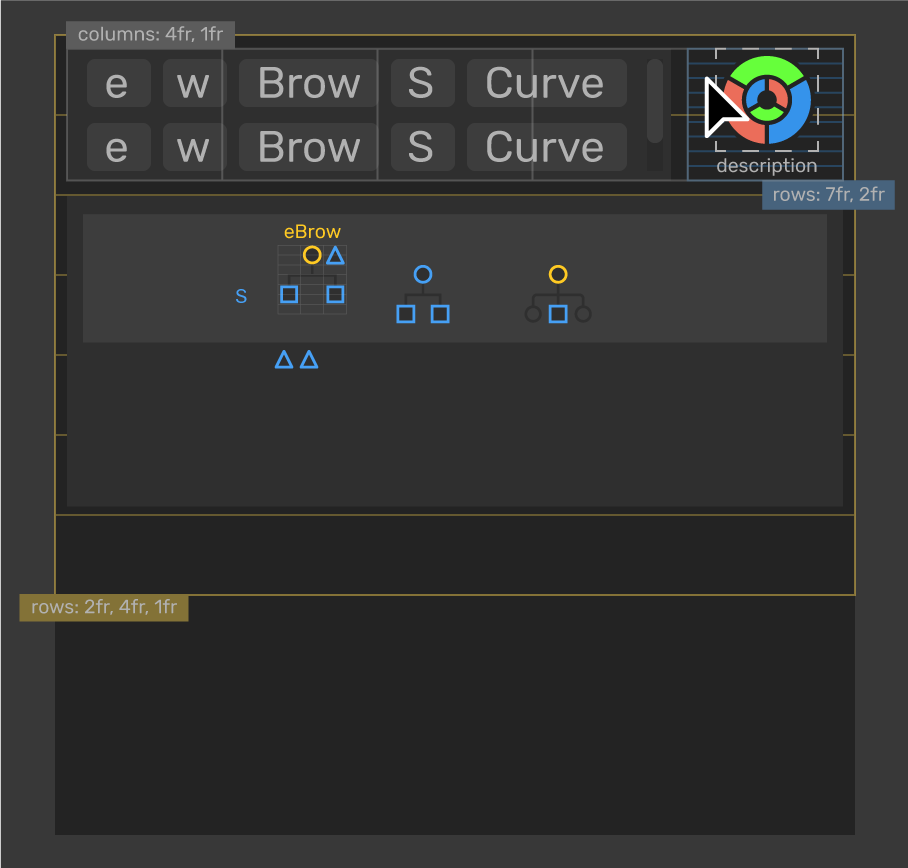 columns: 4fr, 1fr
e w Brow S Curve
e w Brow S Curve
description
rows: 7fr, 2fr
eBrow
S
rows: 2fr, 4fr, 1fr